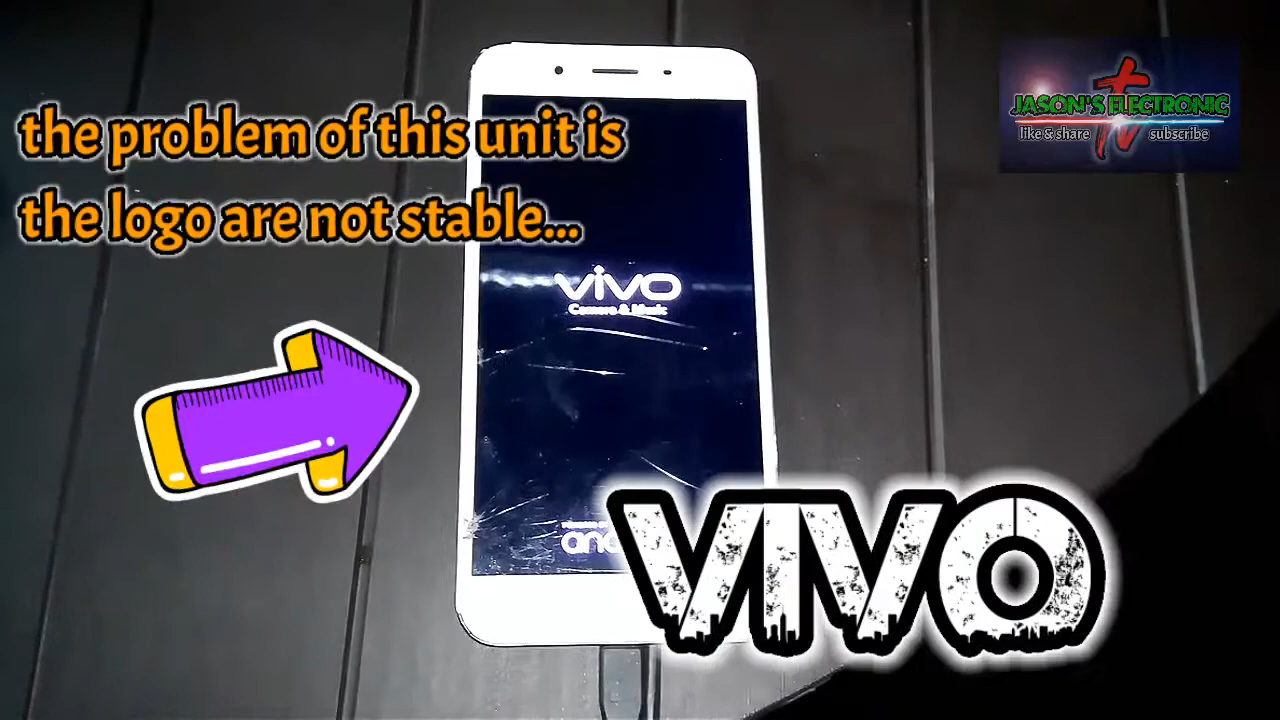 the problem of this unit is
the logo are not stable...
JASON'S ELECTRONIC
TV
like & share
subscribe
vivo
Camera & Music
VIVO